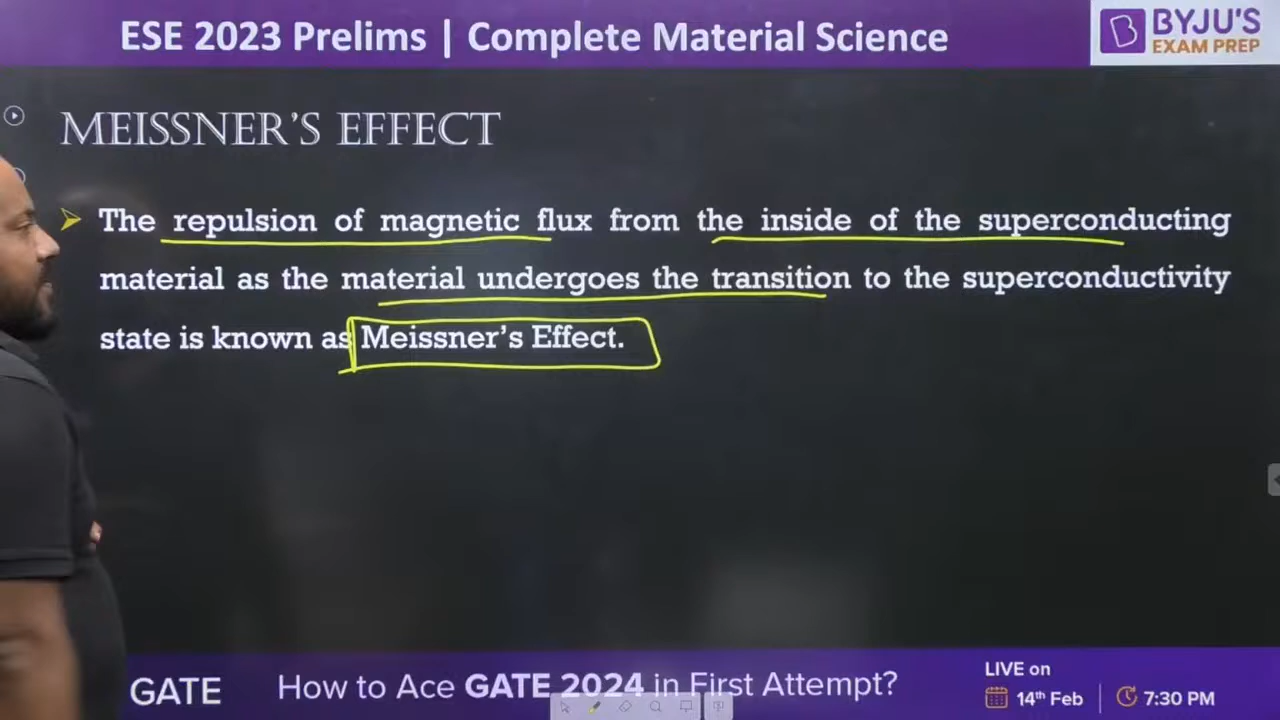 ESE 2023 Prelims | Complete Material Science
BYJU'S
EXAM PREP
MEISSNER'S EFFECT
The repulsion of magnetic flux from the inside of the superconducting
material as the material undergoes the transition to the superconductivity
state is known as Meissner's Effect.
GATE
How to Ace GATE 2024 in First Attempt?
LIVE on
14th Feb
7:30 PM